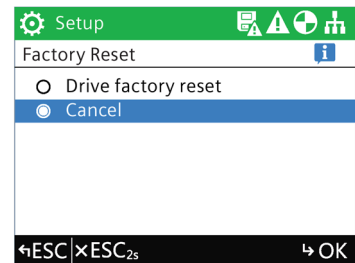 Setup
Factory Reset
i
Drive factory reset
Cancel
↰ESC ×ESC2s ↳OK